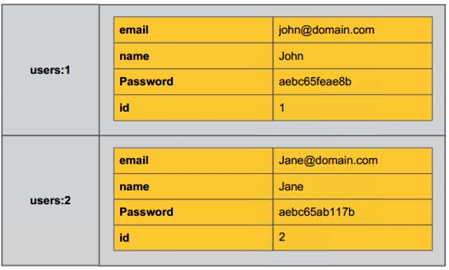 email john@domain.com
name John
users:1
Password aebc65feae8b
id 1
email Jane@domain.com
name Jane
users:2
Password aebc65ab117b
id 2